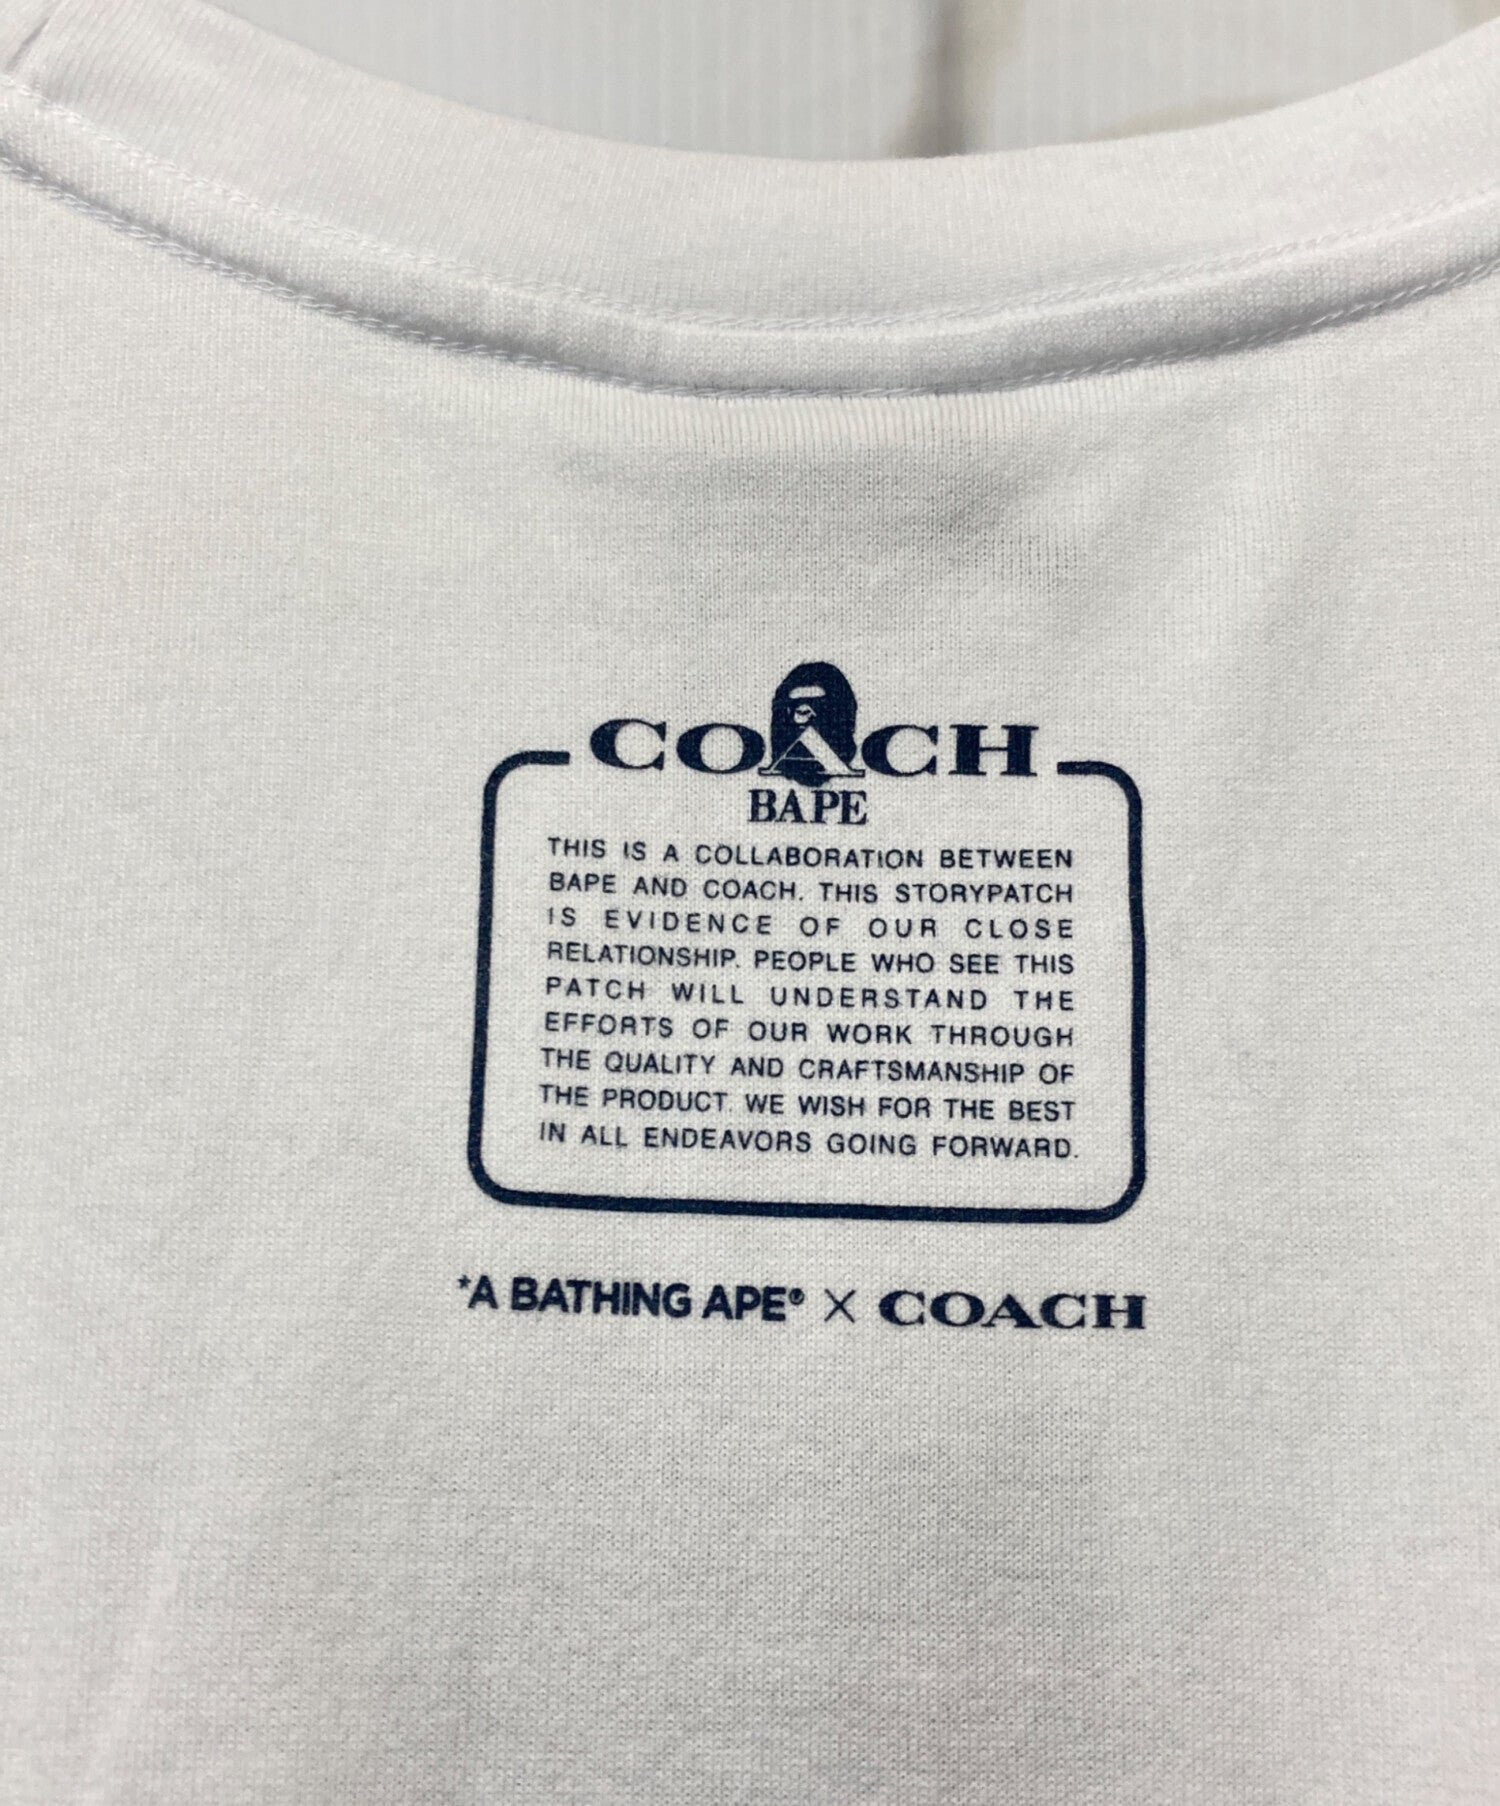 COACH
BAPE
THIS IS A COLLABORATION BETWEEN
BAPE AND COACH. THIS STORYPATCH
IS EVIDENCE OF OUR CLOSE
RELATIONSHIP. PEOPLE WHO SEE THIS
PATCH WILL UNDERSTAND THE
EFFORTS OF OUR WORK THROUGH
THE QUALITY AND CRAFTSMANSHIP OF
THE PRODUCT. WE WISH FOR THE BEST
IN ALL ENDEAVORS GOING FORWARD.
*A BATHING APE® × COACH